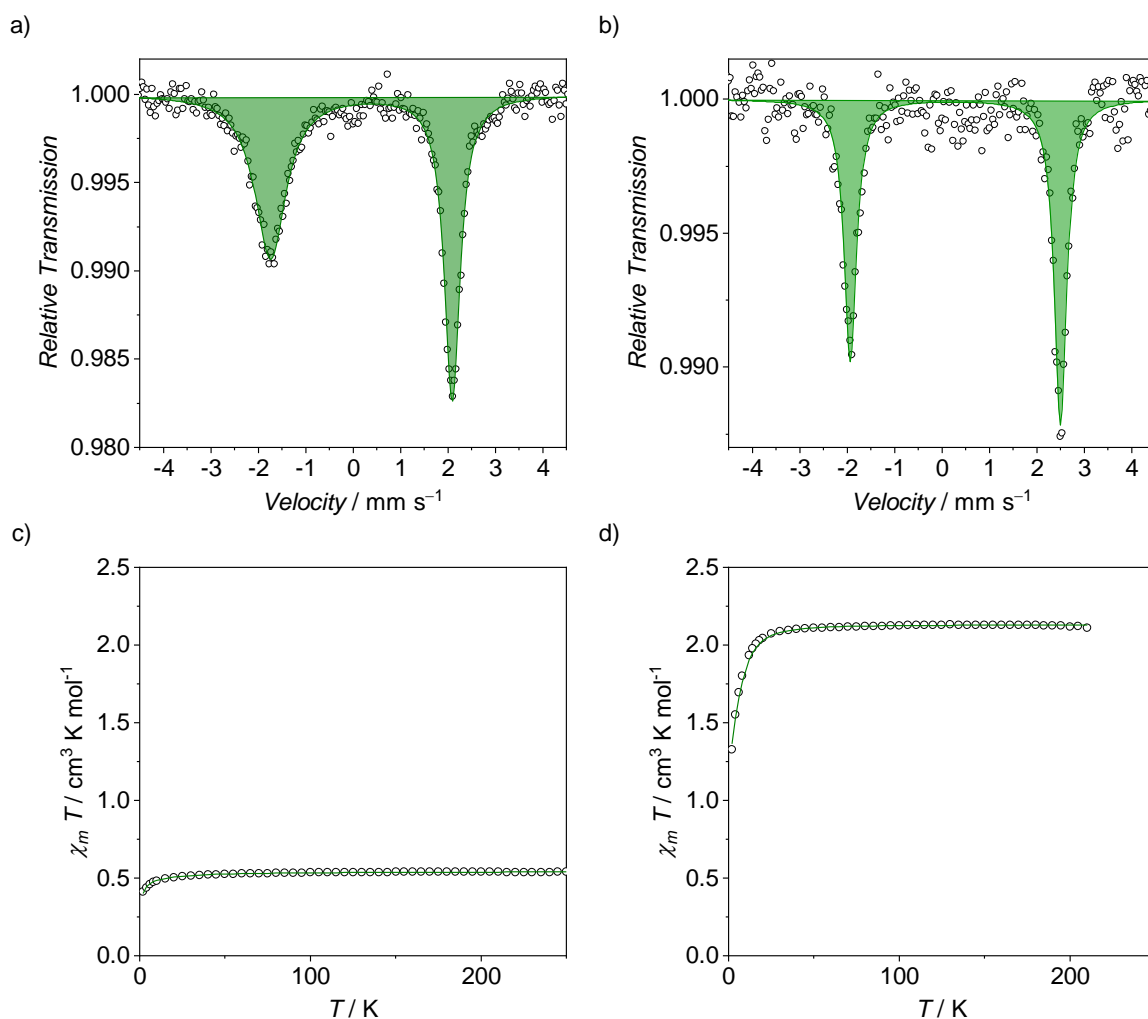 a)
1.000
0.995
0.990
0.985
0.980
Relative Transmission
-4 -3 -2 -1 0 1 2 3 4
Velocity / mm s⁻¹
b)
1.000
0.995
0.990
Relative Transmission
-4 -3 -2 -1 0 1 2 3 4
Velocity / mm s⁻¹
c)
2.5
2.0
1.5
1.0
0.5
0.0
χₘ T / cm³ K mol⁻¹
0 100 200
T / K
d)
2.5
2.0
1.5
1.0
0.5
0.0
χₘ T / cm³ K mol⁻¹
0 100 200
T / K